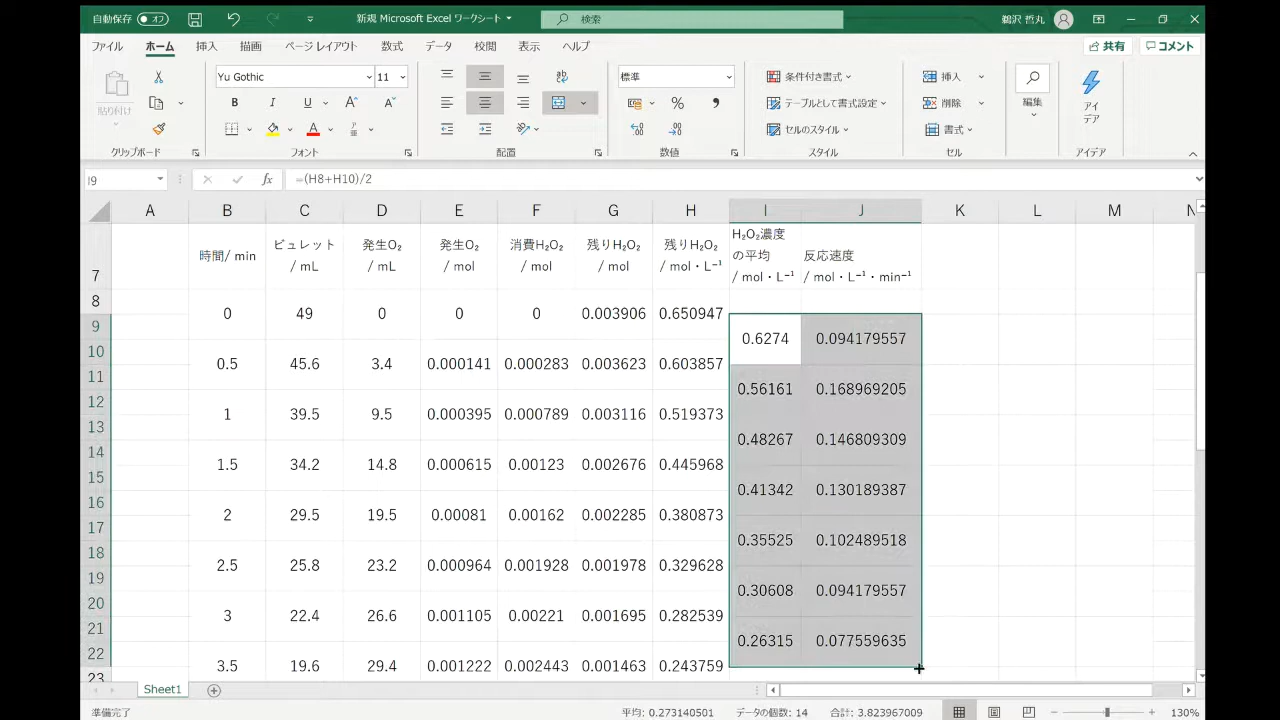 自動保存 オフ 新規 Microsoft Excel ワークシート 検索 鵜沢 哲丸
ファイル ホーム 挿入 描画 ページ レイアウト 数式 データ 校閲 表示 ヘルプ 共有 コメント
貼り付け Yu Gothic 11 標準 条件付き書式 挿入 編集 アイデア
B I U A A % , テーブルとして書式設定 削除
A セルのスタイル 書式
クリップボード フォント 配置 数値 スタイル セル アイデア
I9 fx =(H8+H10)/2
A B C D E F G H I J K L M N
7 時間/ min ビュレット / mL 発生O₂ / mL 発生O₂ / mol 消費H₂O₂ / mol 残りH₂O₂ / mol 残りH₂O₂ / mol・L⁻¹ H₂O₂濃度の平均 / mol・L⁻¹ 反応速度 / mol・L⁻¹・min⁻¹
8 0 49 0 0 0 0.003906 0.650947
9 0.6274 0.094179557
10 0.5 45.6 3.4 0.000141 0.000283 0.003623 0.603857
11 0.56161 0.168969205
12 1 39.5 9.5 0.000395 0.000789 0.003116 0.519373
13 0.48267 0.146809309
14 1.5 34.2 14.8 0.000615 0.00123 0.002676 0.445968
15 0.41342 0.130189387
16 2 29.5 19.5 0.00081 0.00162 0.002285 0.380873
17 0.35525 0.102489518
18 2.5 25.8 23.2 0.000964 0.001928 0.001978 0.329628
19 0.30608 0.094179557
20 3 22.4 26.6 0.001105 0.00221 0.001695 0.282539
21 0.26315 0.077559635
22 3.5 19.6 29.4 0.001222 0.002443 0.001463 0.243759
23
Sheet1
準備完了 平均: 0.273140501 データの個数: 14 合計: 3.823967009 130%